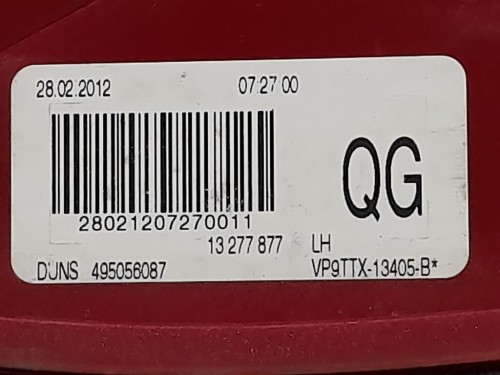 28.02.2012 07:27 00
QG
28021207270011
13 277 877 LH
DUNS 495056087 VP9TTX-13405-B*